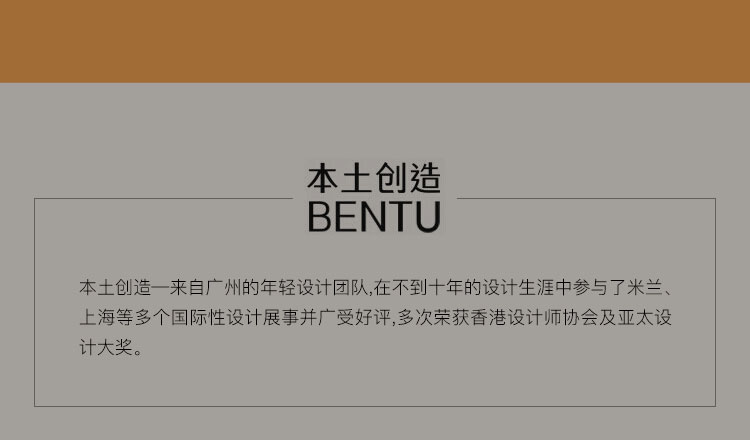 本土创造
BENTU
本土创造—来自广州的年轻设计团队,在不到十年的设计生涯中参与了米兰、
上海等多个国际性设计展事并广受好评,多次荣获香港设计师协会及亚太设
计大奖。